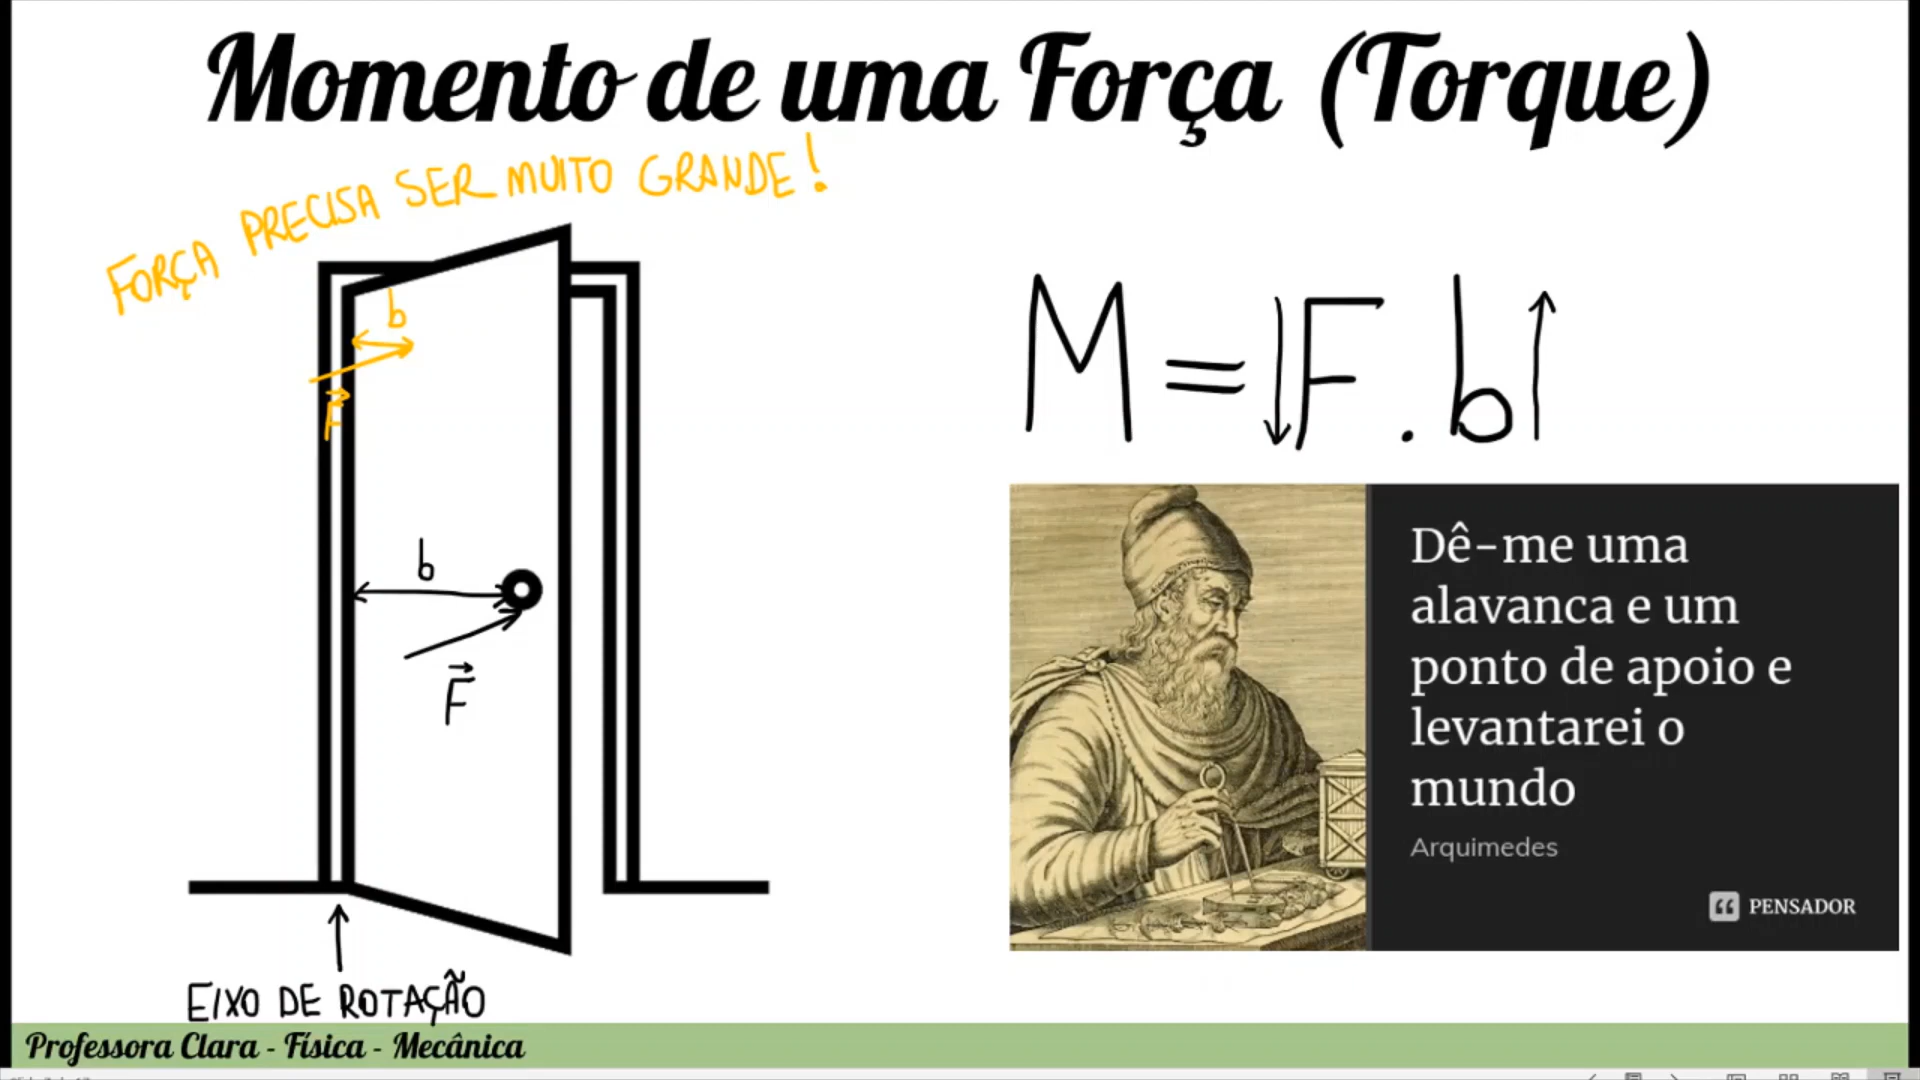 Momento de uma Força (Torque)
FORÇA PRECISA SER MUITO GRANDE!
b
F
b
F
EIXO DE ROTAÇÃO
M = ↓F . b↑
Dê-me uma
alavanca e um
ponto de apoio e
levantarei o
mundo
Arquimedes
PENSADOR
Professora Clara - Física - Mecânica